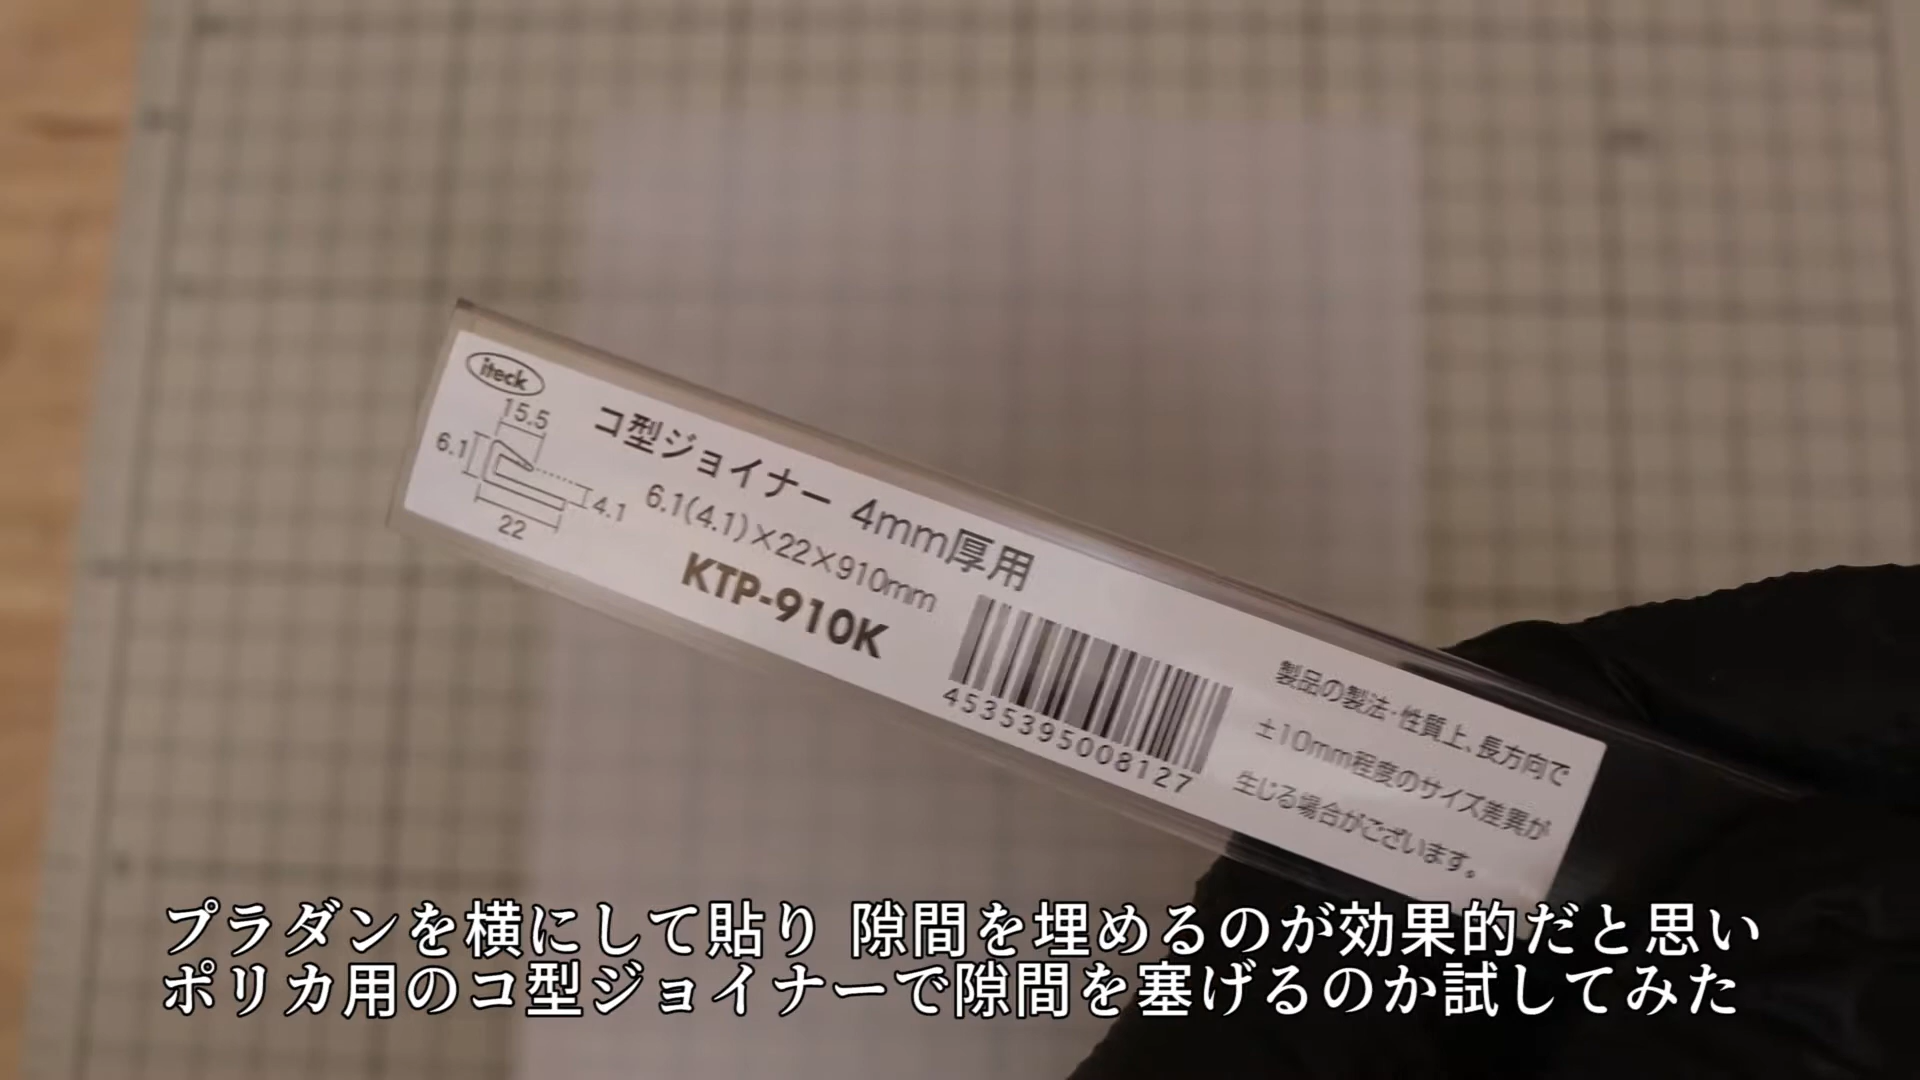 iteck
15.5
6.1
4.1
22
コ型ジョイナー 4mm厚用
6.1(4.1)×22×910mm
KTP-910K
4535395008127
製品の製法・性質上、長方向で
±10mm程度のサイズ差異が
生じる場合がございます。
プラダンを横にして貼り 隙間を埋めるのが効果的だと思い
ポリカ用のコ型ジョイナーで隙間を塞げるのか試してみた